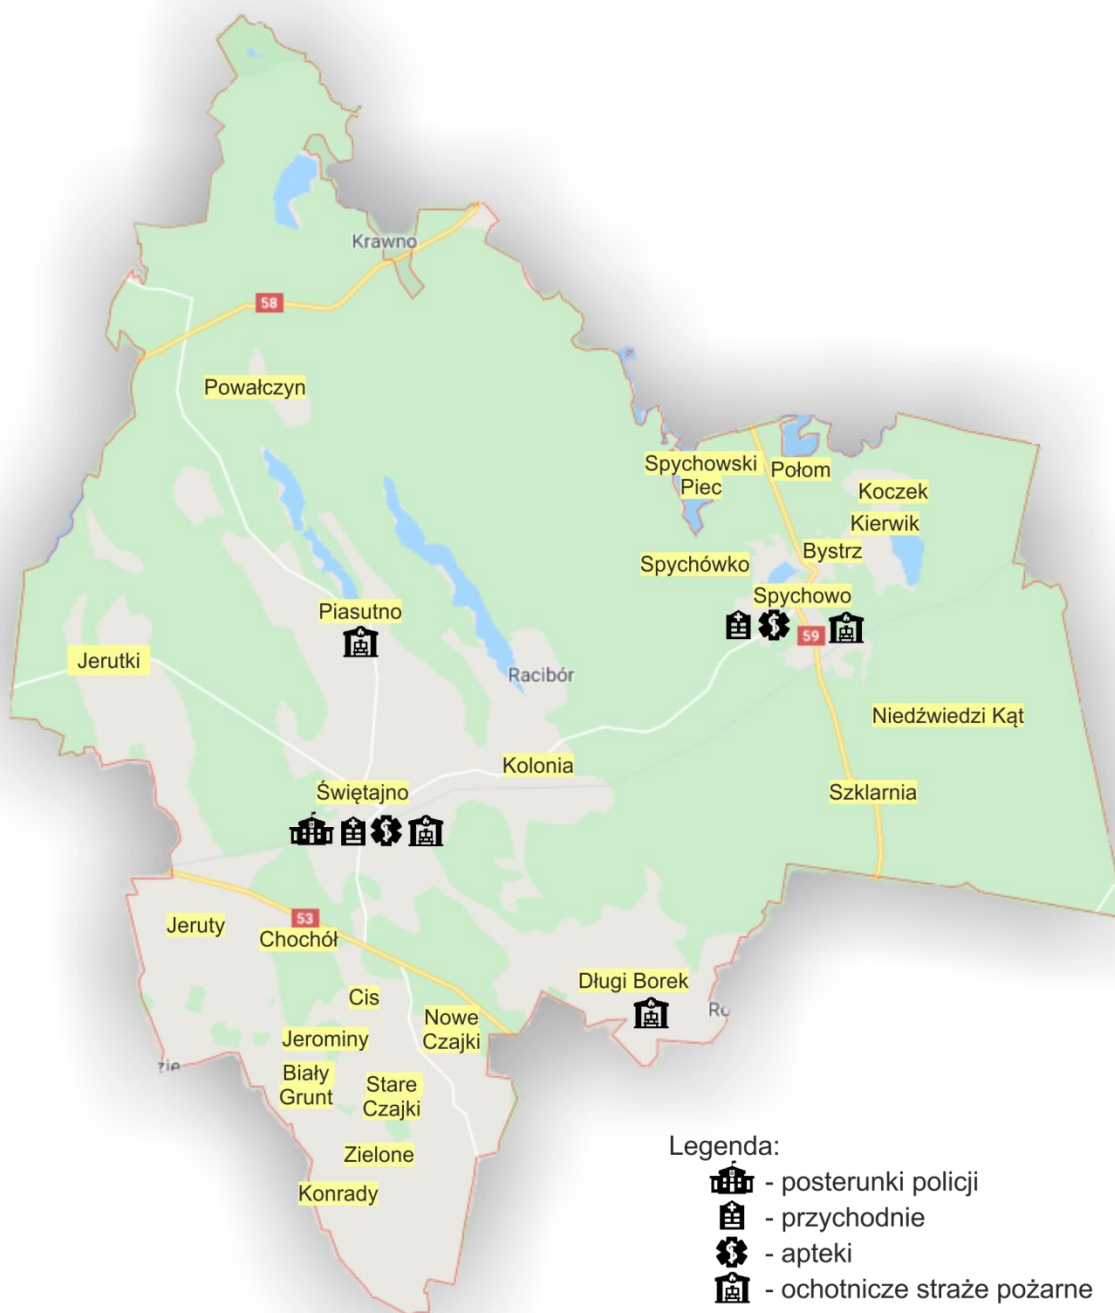 Krawno
58
Powałczyn
Spychowski
Piec
Połom
Koczek
Kierwik
Bystrz
Spychówko
Spychowo
59
Piasutno
Jerutki
Racibór
Niedźwiedzi Kąt
Kolonia
Szklarnia
Świętajno
53
Jeruty
Chochół
Długi Borek
Cis
Ro
Nowe
Czajki
Jerominy
zie
Biały
Grunt
Stare
Czajki
Zielone
Konrady
Legenda:
- posterunki policji
- przychodnie
- apteki
- ochotnicze straże pożarne